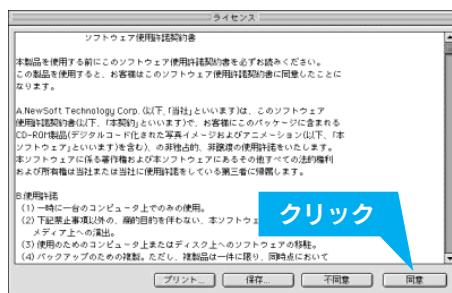 ライセンス
ソフトウェア使用許諾契約書
本製品を使用する前にこのソフトウェア使用許諾契約書を必ずお読みください。
この製品を使用すると、お客様はこのソフトウェア使用許諾契約書に同意したことに
なります。
A.NewSoft Technology Corp. (以下,「当社」といいます)は、このソフトウェア
使用許諾契約書(以下、「本契約」といいます)で、お客様にこのパッケージに含まれる
CD-ROM製品(デジタルコード化された写真イメージおよびアニメーション(以下、「本
ソフトウェア」といいます)を含む)、の非独占的、非譲渡の使用許諾をいたします。
本ソフトウェアに係る著作権および本ソフトウェアにあるその他すべての法的権利
および所有権は当社または当社に使用許諾をしている第三者に帰属します。
B:使用許諾
(1) 一時に一台のコンピュータ上でのみの使用。
(2) 下記禁止事項以外の、商的目的を伴わない、本ソフトウェ
メディア上への演出。
(3) 使用のためのコンピュータ上またはディスク上へのソフトウェアの移駐。
(4) バックアップのための複製。ただし、複製品は一件に限り、同時点において
クリック
プリント... 保存... 不同意 同意